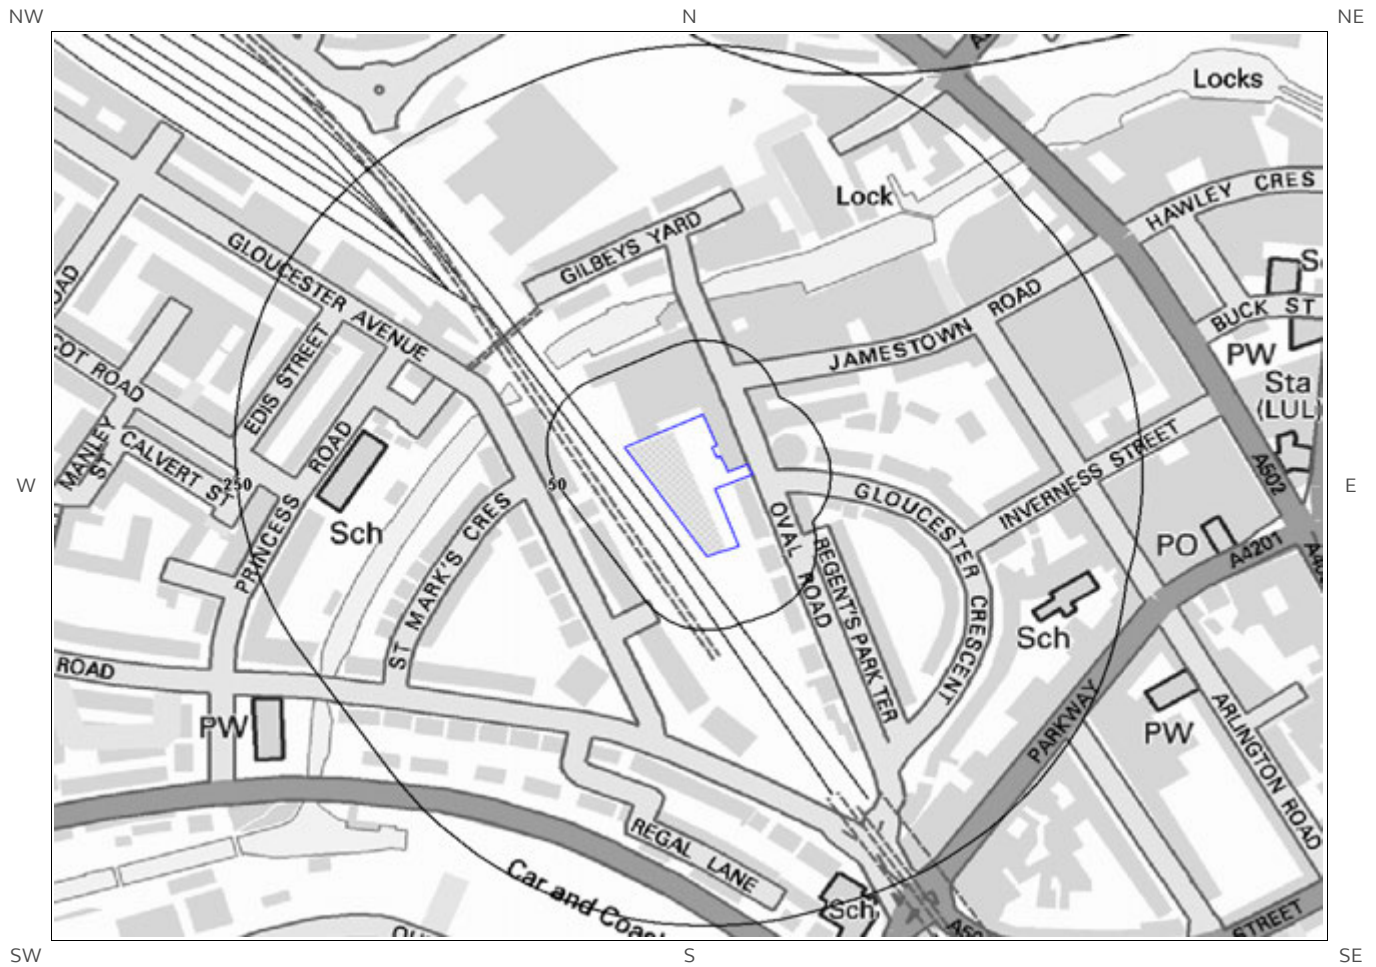 NW
N
NE
Locks
Lock
HAWLEY CRES
GILBEYS YARD
GLOUCESTER AVENUE
BUCK ST
JAMESTOWN ROAD
PW
Sta
(LUL)
EDIS STREET
ROAD
MANLEY
ST
CALVERT ST
W
250
50
E
A502
INVERNESS STREET
GLOUCESTER CRESCENT
Sch
PRINCESS
ROAD
ST MARK'S CRES
OVAL ROAD
REGENT'S PARK TER
PO
A4201
Sch
ROAD
PW
PARKWAY
PW
ARLINGTON ROAD
REGAL LANE
Car and Coac
Sch
STREET
SW
S
SE